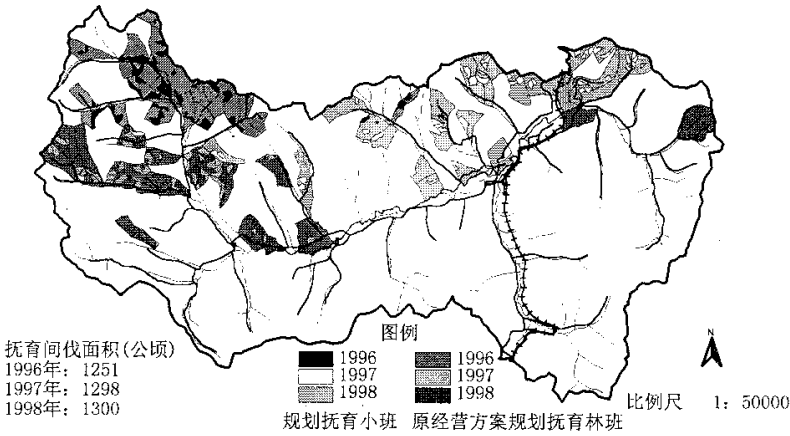 抚育间伐面积(公顷)
1996年: 1251
1997年: 1298
1998年: 1300
图例
1996
1997
1998
规划抚育小班
1996
1997
1998
原经营方案规划抚育林班
N
比例尺 1: 50000